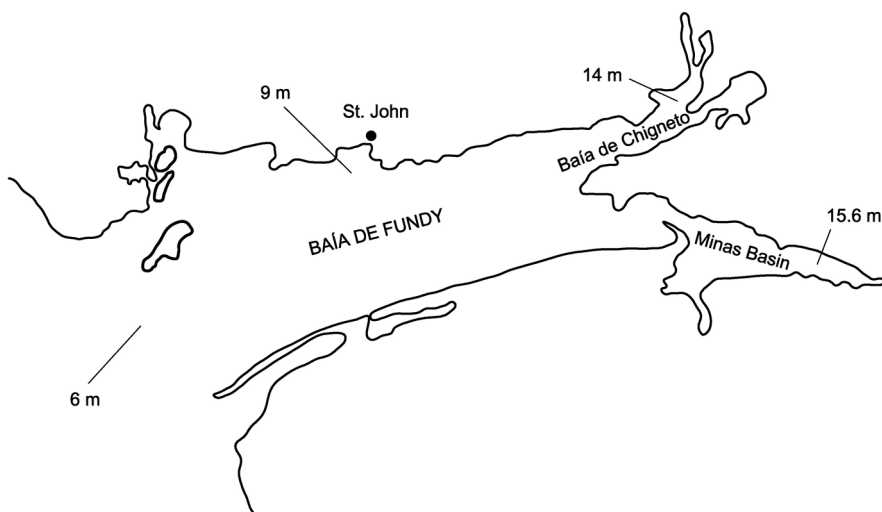 14 m
9 m
St. John
Baía de Chigneto
15.6 m
BAÍA DE FUNDY
Minas Basin
6 m